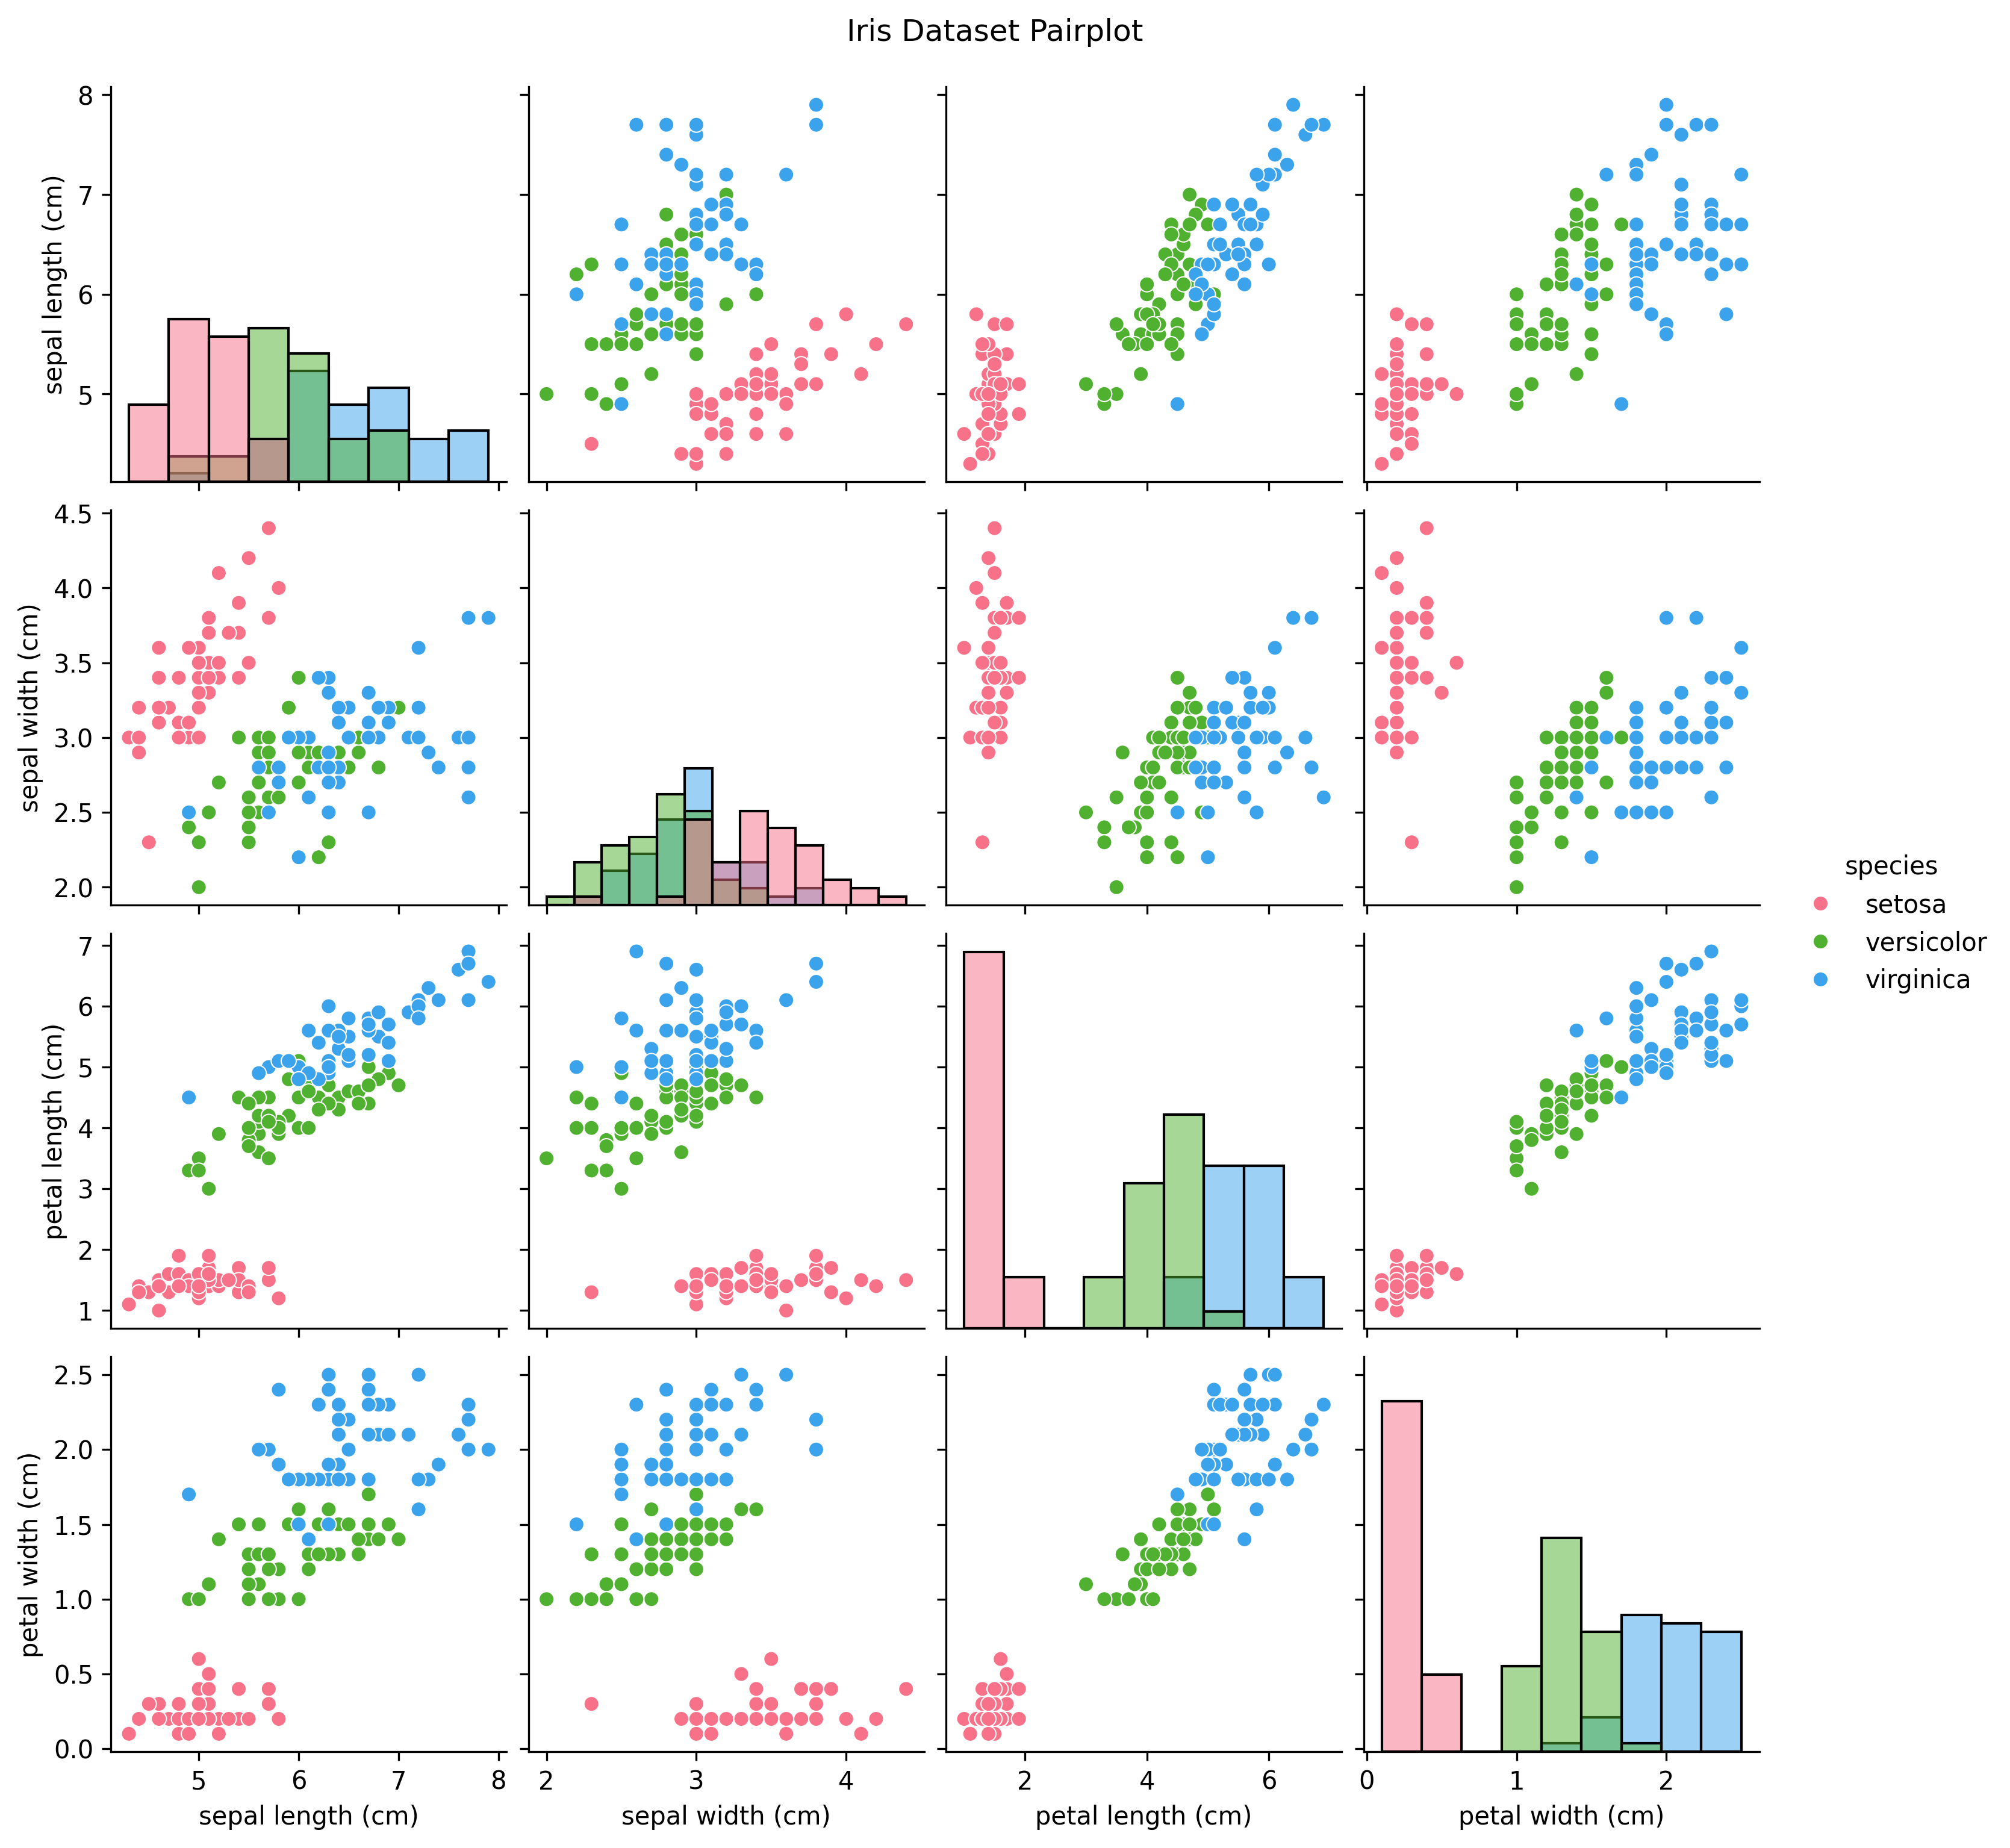 Iris Dataset Pairplot
8
7
6
5
sepal length (cm)
4.5
4.0
3.5
3.0
2.5
2.0
sepal width (cm)
species
setosa
versicolor
virginica
7
6
5
4
3
2
1
petal length (cm)
2.5
2.0
1.5
1.0
0.5
0.0
petal width (cm)
5 6 7 8
2 3 4
2 4 6
0 1 2
sepal length (cm)
sepal width (cm)
petal length (cm)
petal width (cm)